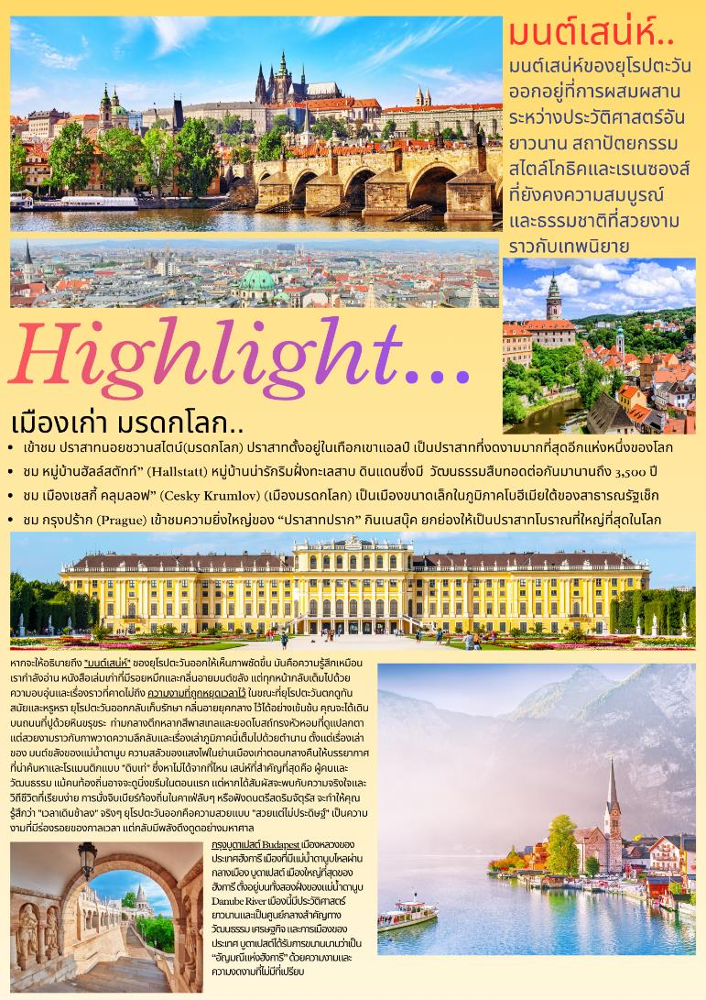 มนต์เสน่ห์..
มนต์เสน่ห์ของยุโรปตะวัน
ออกอยู่ที่การผสมผสาน
ระหว่างประวัติศาสตร์อัน
ยาวนาน สถาปัตยกรรม
สไตล์โกธิคและเรเนซองส์
ที่ยังคงความสมบูรณ์
และธรรมชาติที่สวยงาม
ราวกับเทพนิยาย
Highlight...
เมืองเก่า มรดกโลก..
• เข้าชม ปราสาทนอยชวานสไตน์(มรดกโลก) ปราสาทตั้งอยู่ในเทือกเขาแอลป์ เป็นปราสาทที่งดงามมากที่สุดอีกแห่งหนึ่งของโลก
• ชม หมู่บ้านฮัลล์สตัทท์” (Hallstatt) หมู่บ้านน่ารักริมฝั่งทะเลสาบ ดินแดนซึ่งมี วัฒนธรรมสืบทอดต่อกันมานานถึง 3,500 ปี
• ชม เมืองเชสกี้ คลุมลอฟ” (Cesky Krumlov) (เมืองมรดกโลก) เป็นเมืองขนาดเล็กในภูมิภาคโบฮีเมียใต้ของสาธารณรัฐเช็ก
• ชม กรุงปร๊าก (Prague) เข้าชมความยิ่งใหญ่ของ “ปราสาทปราก” กินเนสบุ๊ค ยกย่องให้เป็นปราสาทโบราณที่ใหญ่ที่สุดในโลก
หากจะให้อธิบายถึง "มนต์เสน่ห์" ของยุโรปตะวันออกให้เห็นภาพชัดขึ้น มันคือความรู้สึกเหมือน
เรากำลังอ่าน หนังสือเล่มเก่าที่มีรอยหมึกและกลิ่นอายมนต์ขลัง แต่ทุกหน้ากลับเต็มไปด้วย
ความอบอุ่นและเรื่องราวที่คาดไม่ถึง ความงามที่ถูกหยุดเวลาไว้ ในขณะที่ยุโรปตะวันตกดูทัน
สมัยและหรูหรา ยุโรปตะวันออกกลับเก็บรักษา กลิ่นอายยุคกลาง ไว้ได้อย่างเข้มข้น คุณจะได้เดิน
บนถนนที่ปูด้วยหินขรุขระ ท่ามกลางตึกหลากสีพาสเทลและยอดโบสถ์ทรงหัวหอมที่ดูแปลกตา
แต่สวยงามราวกับภาพวาดความลึกลับและเรื่องเล่าภูมิภาคนี้เต็มไปด้วยตำนาน ตั้งแต่เรื่องเล่า
ของ มนต์ขลังของแม่น้ำดานูบ ความสลัวของแสงไฟในย่านเมืองเก่าตอนกลางคืนให้บรรยากาศ
ที่น่าค้นหาและโรแมนติกแบบ "ดิบเท่" ซึ่งหาไม่ได้จากที่ไหน เสน่ห์ที่สำคัญที่สุดคือ ผู้คนและ
วัฒนธรรม แม้คนท้องถิ่นอาจจะดูนิ่งขรึมในตอนแรก แต่หากได้สัมผัสจะพบกับความจริงใจและ
วิถีชีวิตที่เรียบง่าย การนั่งจิบเบียร์ท้องถิ่นในคาเฟ่ลับๆ หรือฟังดนตรีสดริมจัตุรัส จะทำให้คุณ
รู้สึกว่า "เวลาเดินช้าลง" จริงๆ ยุโรปตะวันออกคือความสวยแบบ "สวยแต่ไม่ประดิษฐ์" เป็นความ
งามที่มีร่องรอยของกาลเวลา แต่กลับมีพลังดึงดูดอย่างมหาศาล
กรุงบูดาเปสต์ Budapest เมืองหลวงของ
ประเทศฮังการี เมืองที่มีแม่น้ำดานูบไหลผ่าน
กลางเมือง บูดาเปสต์ เมืองใหญ่ที่สุดของ
ฮังการี ตั้งอยู่บนทั้งสองฝั่งของแม่น้ำดานูบ
Danube River เมืองนี้มีประวัติศาสตร์
ยาวนานและเป็นศูนย์กลางสำคัญทาง
วัฒนธรรม เศรษฐกิจ และการเมืองของ
ประเทศ บูดาเปสต์ได้รับการขนานนามว่าเป็น
“อัญมณีแห่งฮังการี” ด้วยความงามและ
ความงดงามที่ไม่มีที่เปรียบ